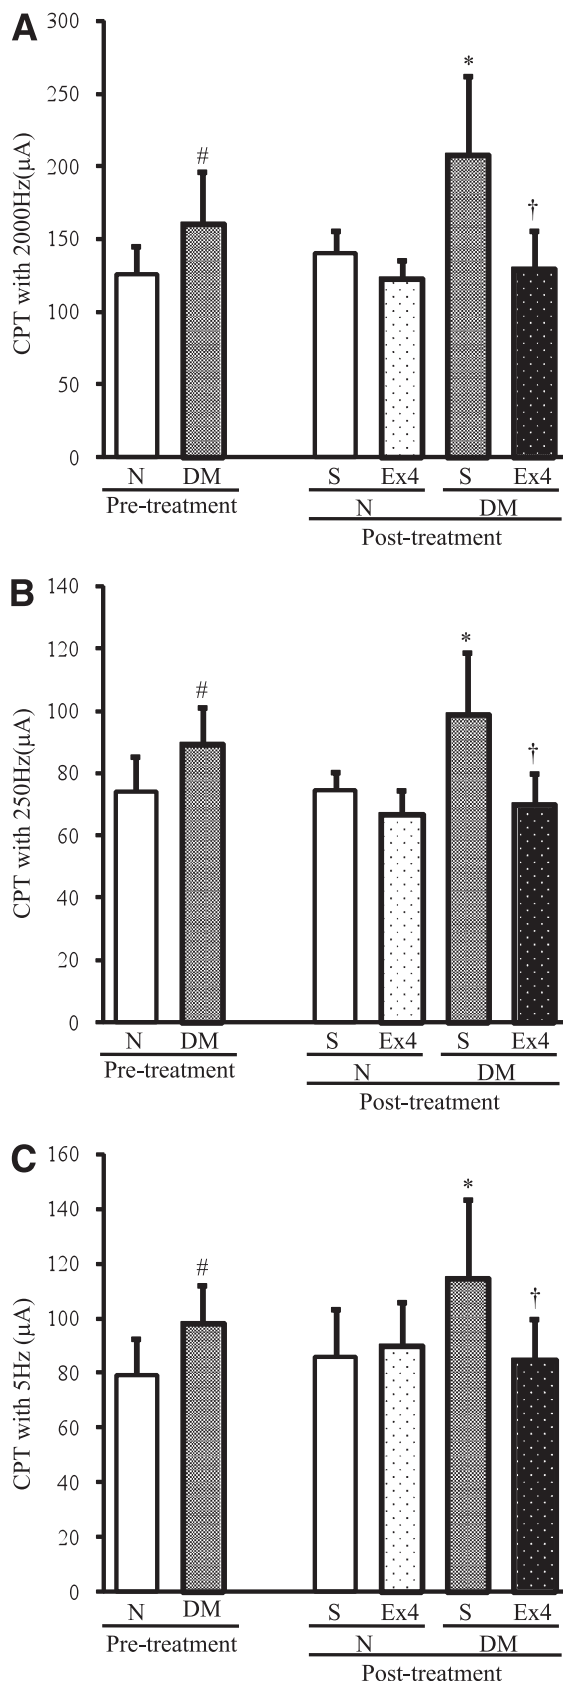 A
CPT with 2000Hz(μA)
300
250
200
150
100
50
0
#
*
†
N DM S Ex4 S Ex4
Pre-treatment N DM
Post-treatment
B
CPT with 250Hz(μA)
140
120
100
80
60
40
20
0
#
*
†
N DM S Ex4 S Ex4
Pre-treatment N DM
Post-treatment
C
CPT with 5Hz (μA)
160
140
120
100
80
60
40
20
0
#
*
†
N DM S Ex4 S Ex4
Pre-treatment N DM
Post-treatment